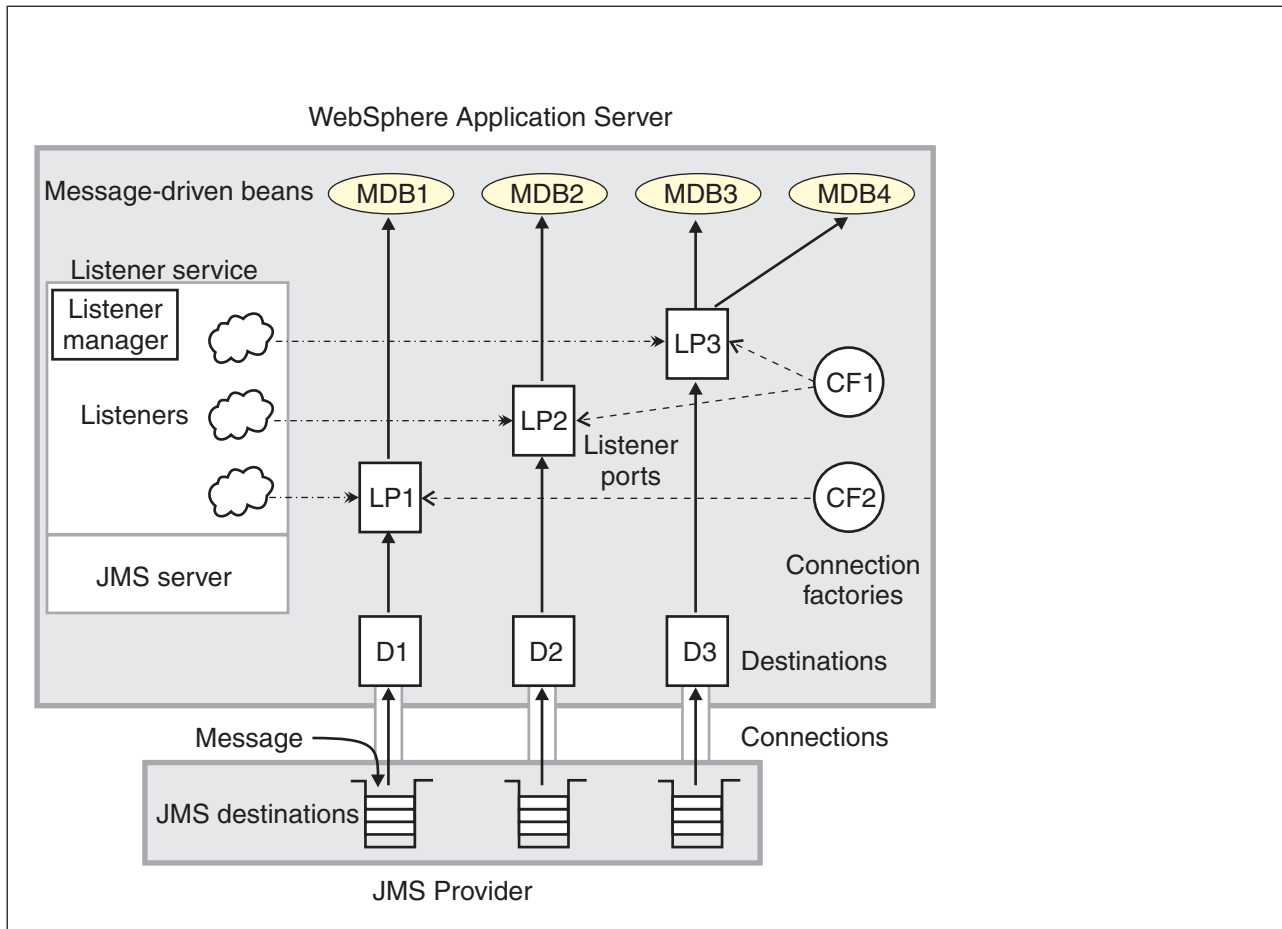 WebSphere Application Server
Message-driven beans
MDB1
MDB2
MDB3
MDB4
Listener service
Listener
manager
LP3
CF1
Listeners
LP2
Listener
ports
LP1
CF2
JMS server
Connection
factories
D1
D2
D3
Destinations
Message
Connections
JMS destinations
JMS Provider